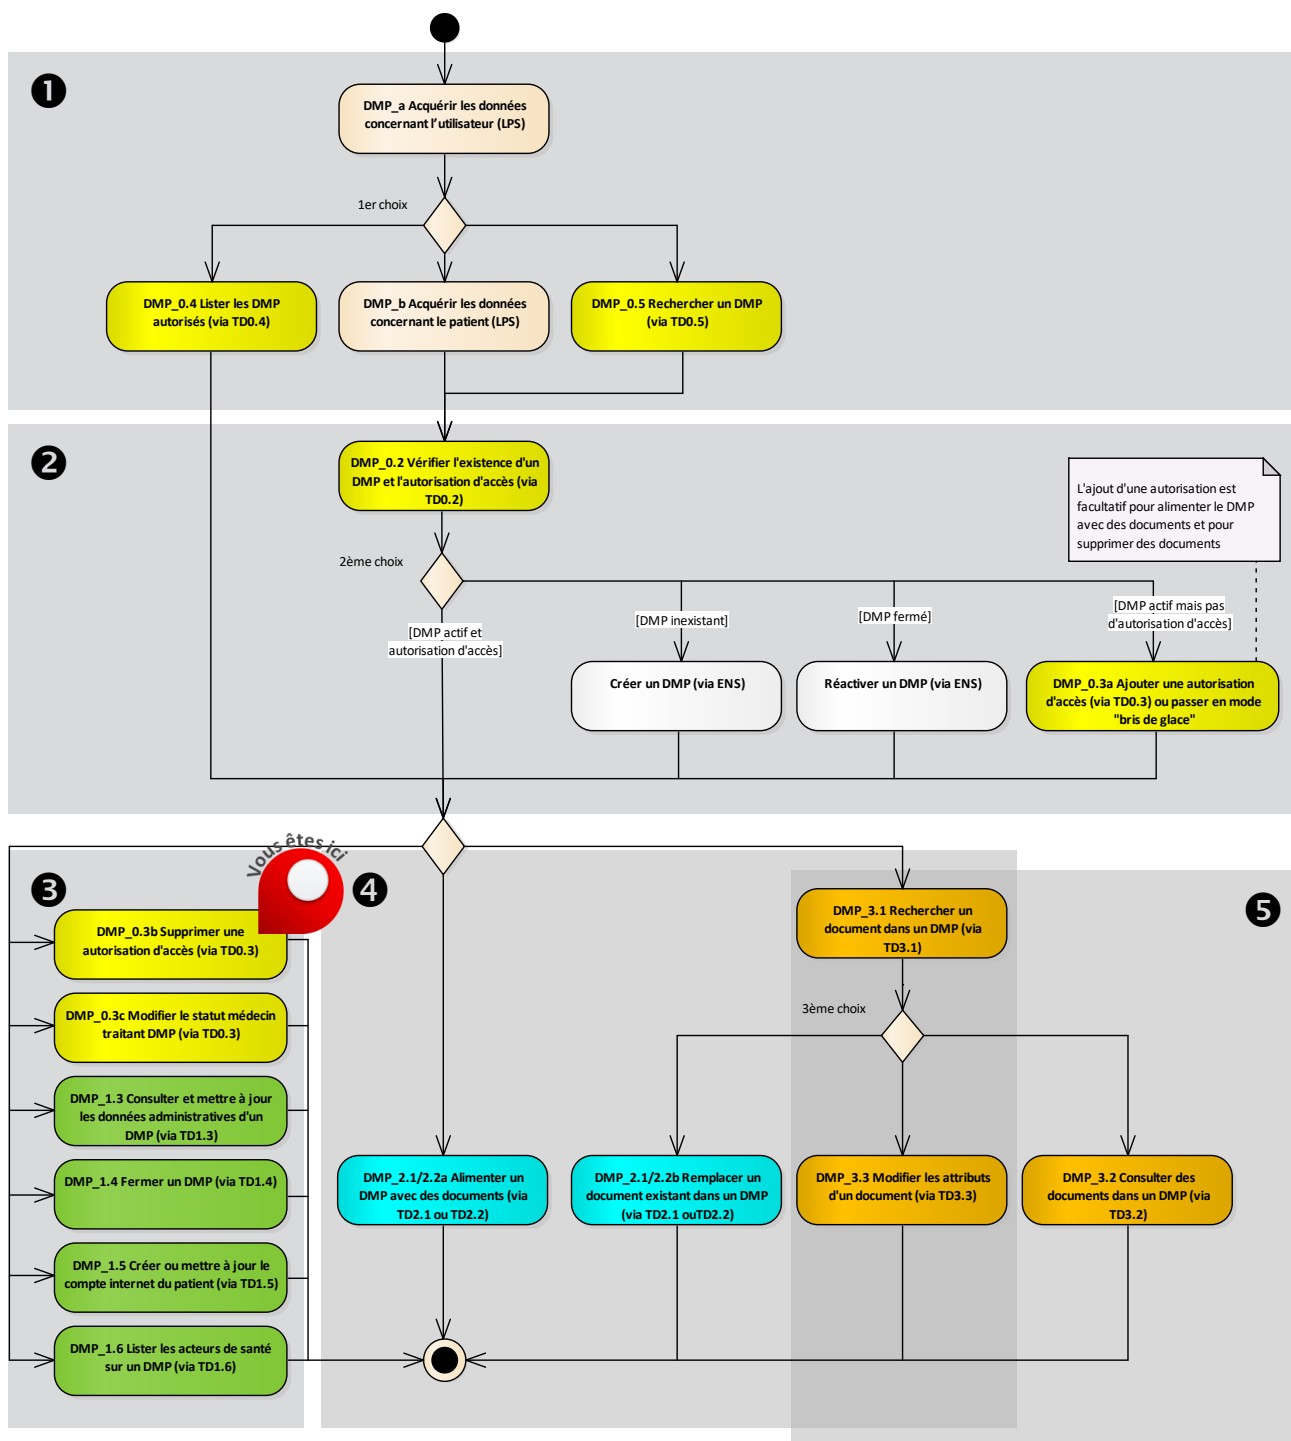 ❶
DMP_a Acquérir les données
concernant l'utilisateur (LPS)
1er choix
DMP_0.4 Lister les DMP
autorisés (via TD0.4)
DMP_b Acquérir les données
concernant le patient (LPS)
DMP_0.5 Rechercher un DMP
(via TD0.5)
❷
DMP_0.2 Vérifier l'existence d'un
DMP et l'autorisation d'accès (via
TD0.2)
L'ajout d'une autorisation est
facultatif pour alimenter le DMP
avec des documents et pour
supprimer des documents
2ème choix
[DMP actif et
autorisation d'accès]
[DMP inexistant]
[DMP fermé]
[DMP actif mais pas
d'autorisation d'accès]
Créer un DMP (via ENS)
Réactiver un DMP (via ENS)
DMP_0.3a Ajouter une autorisation
d'accès (via TD0.3) ou passer en mode
"bris de glace"
Vous êtes ici
❸
DMP_0.3b Supprimer une
autorisation d'accès (via TD0.3)
DMP_0.3c Modifier le statut médecin
traitant DMP (via TD0.3)
DMP_1.3 Consulter et mettre à jour
les données administratives d'un
DMP (via TD1.3)
DMP_1.4 Fermer un DMP (via TD1.4)
DMP_1.5 Créer ou mettre à jour le
compte internet du patient (via TD1.5)
DMP_1.6 Lister les acteurs de santé
sur un DMP (via TD1.6)
❹
❺
DMP_3.1 Rechercher un
document dans un DMP (via
TD3.1)
3ème choix
DMP_2.1/2.2a Alimenter un
DMP avec des documents (via
TD2.1 ou TD2.2)
DMP_2.1/2.2b Remplacer un
document existant dans un DMP
(via TD2.1 ouTD2.2)
DMP_3.3 Modifier les attributs
d'un document (via TD3.3)
DMP_3.2 Consulter des
documents dans un DMP (via
TD3.2)